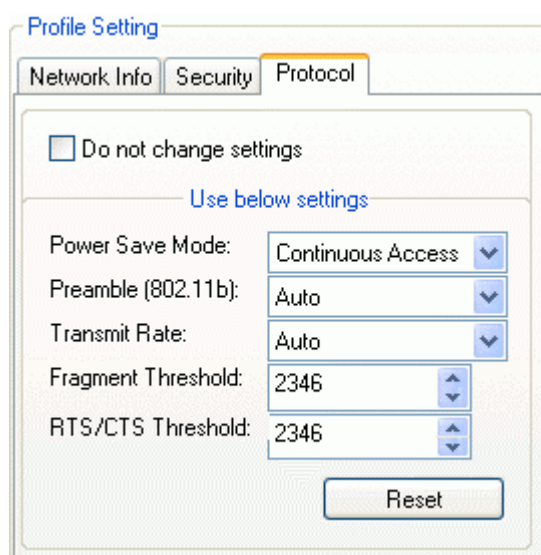 Profile Setting
Network Info Security Protocol
Do not change settings
Use below settings
Power Save Mode: Continuous Access
Preamble (802.11b): Auto
Transmit Rate: Auto
Fragment Threshold: 2346
RTS/CTS Threshold: 2346
Reset